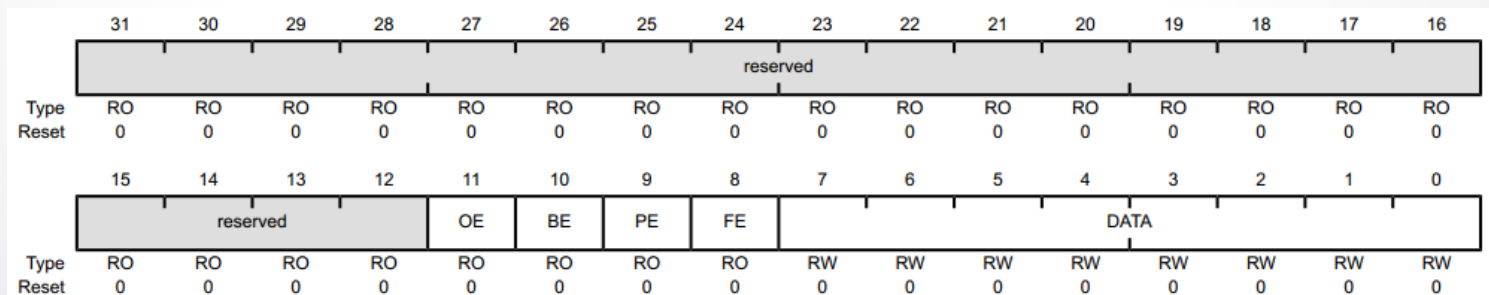 31 30 29 28 27 26 25 24 23 22 21 20 19 18 17 16
reserved
Type RO RO RO RO RO RO RO RO RO RO RO RO RO RO RO RO
Reset 0 0 0 0 0 0 0 0 0 0 0 0 0 0 0 0
15 14 13 12 11 10 9 8 7 6 5 4 3 2 1 0
reserved OE BE PE FE DATA
Type RO RO RO RO RO RO RO RO RW RW RW RW RW RW RW RW
Reset 0 0 0 0 0 0 0 0 0 0 0 0 0 0 0 0